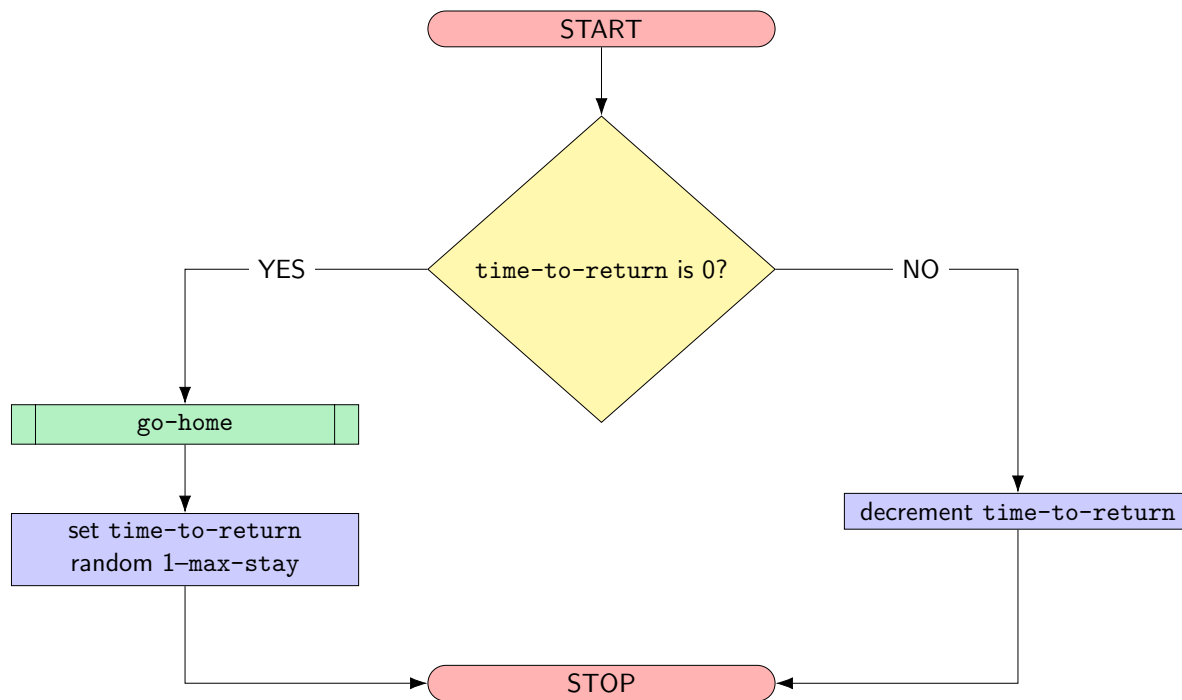 START
time-to-return is 0?
YES
NO
go-home
set time-to-return
random 1–max-stay
decrement time-to-return
STOP